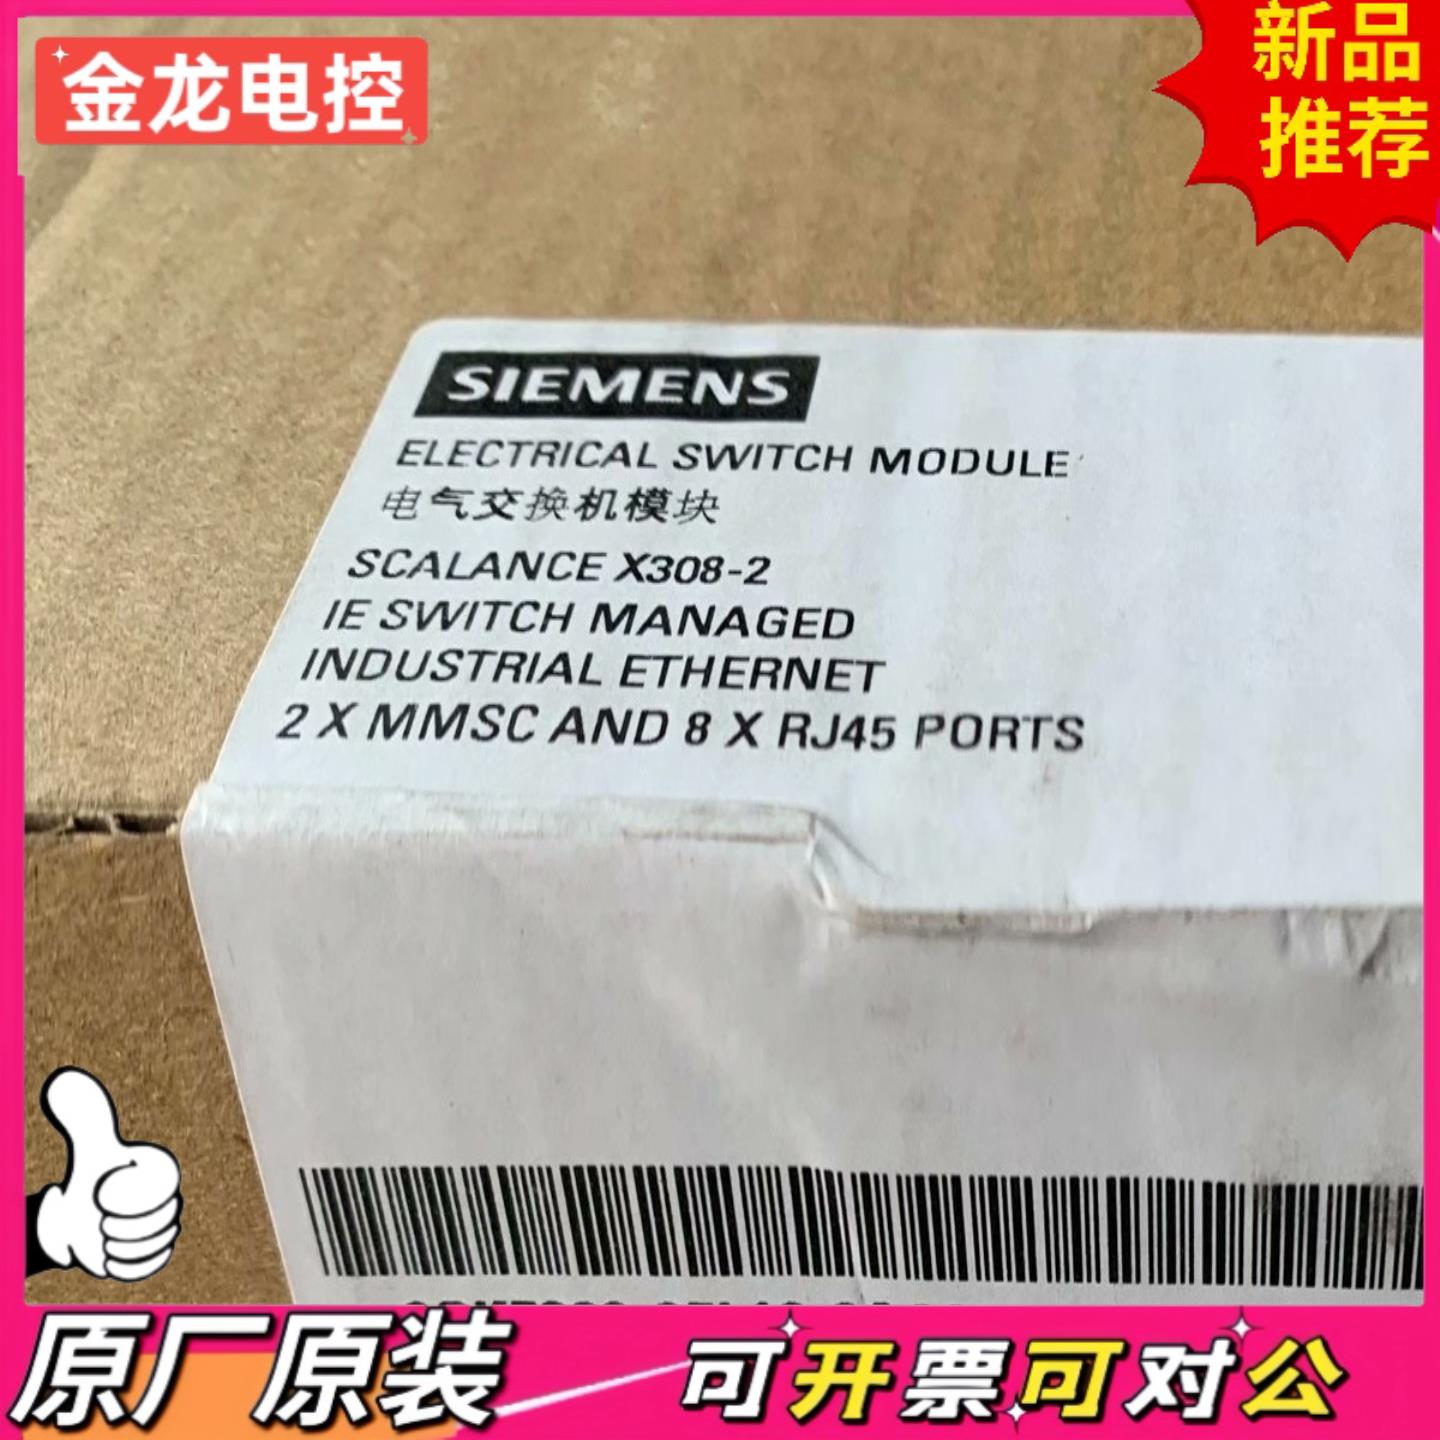 金龙电控
新品
推荐
SIEMENS
ELECTRICAL SWITCH MODULE
电气交换机模块
SCALANCE X308-2
IE SWITCH MANAGED
INDUSTRIAL ETHERNET
2 X MMSC AND 8 X RJ45 PORTS
原厂原装
可开票可对公